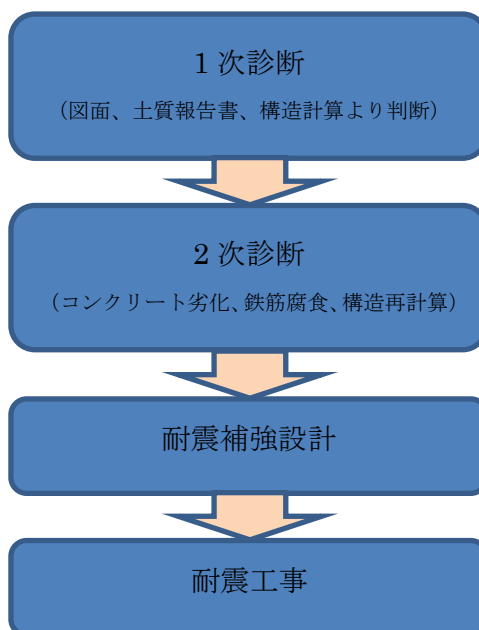 1次診断
（図面、土質報告書、構造計算より判断）
2次診断
（コンクリート劣化、鉄筋腐食、構造再計算）
耐震補強設計
耐震工事